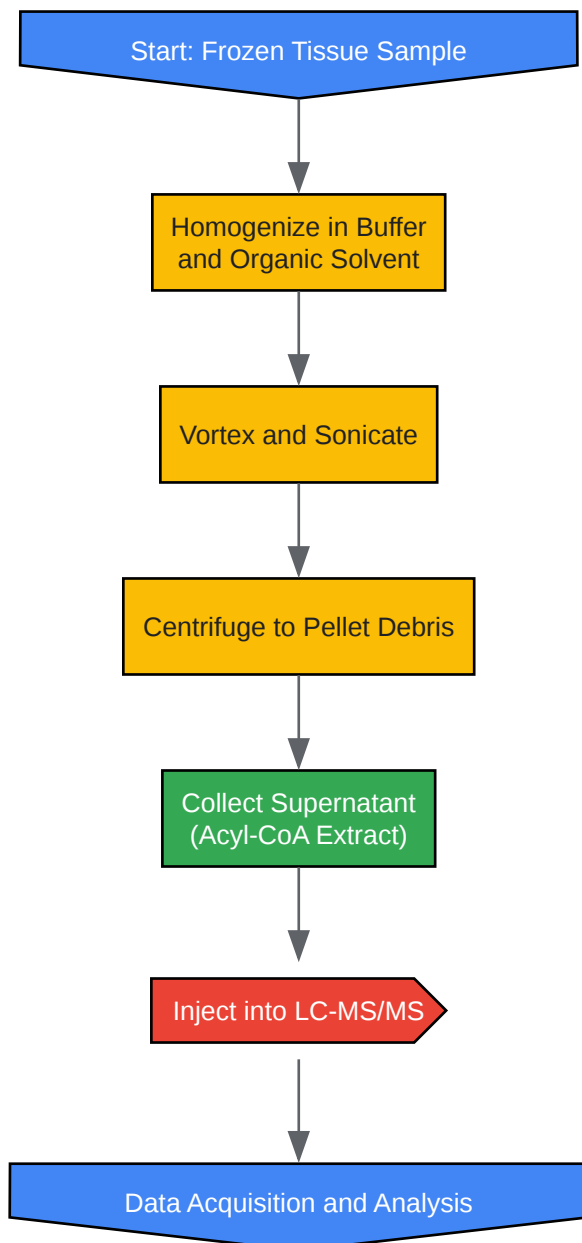 Start: Frozen Tissue Sample
Homogenize in Buffer
and Organic Solvent
Vortex and Sonicate
Centrifuge to Pellet Debris
Collect Supernatant
(Acyl-CoA Extract)
Inject into LC-MS/MS
Data Acquisition and Analysis